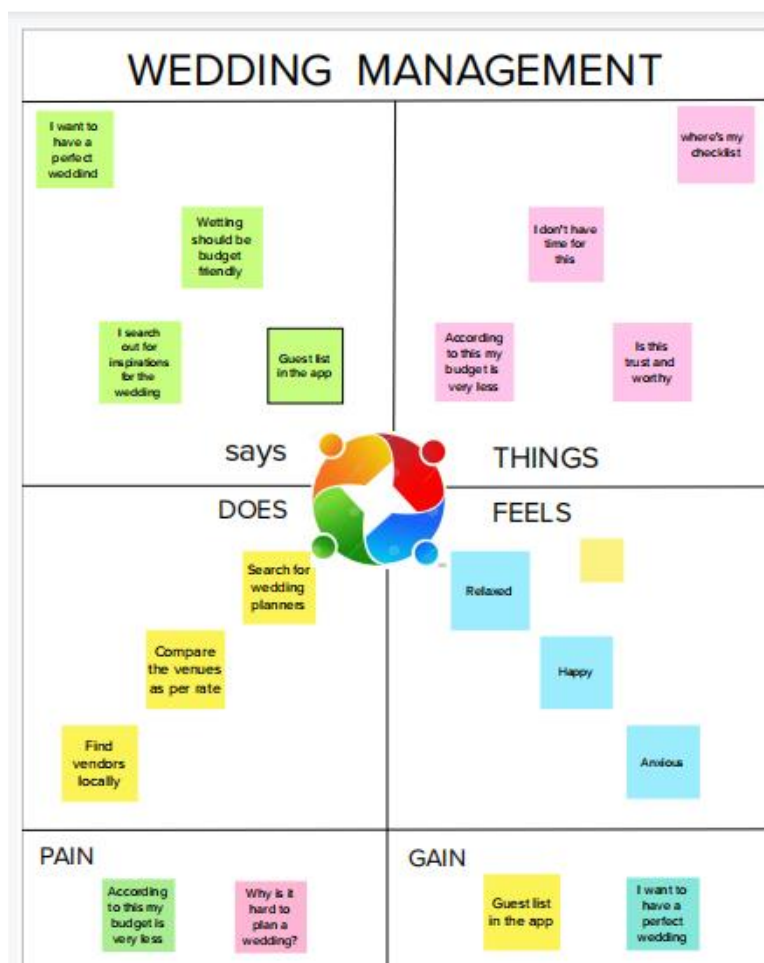 WEDDING MANAGEMENT
I want to
have a
perfect
weddind
Wetting
should be
budget
friendly
I search
out for
inspirations
for the
wedding
Guest list
in the app
says
where's my
checklist
I don't have
time for
this
According
to this my
budget is
very less
Is this
trust and
worthy
THINGS
DOES
Search for
wedding
planners
Compare
the venues
as per rate
Find
vendors
locally
FEELS
Relaxed
Happy
Anxious
PAIN
According
to this my
budget is
very less
Why is it
hard to
plan a
wedding?
GAIN
Guest list
in the app
I want to
have a
perfect
wedding